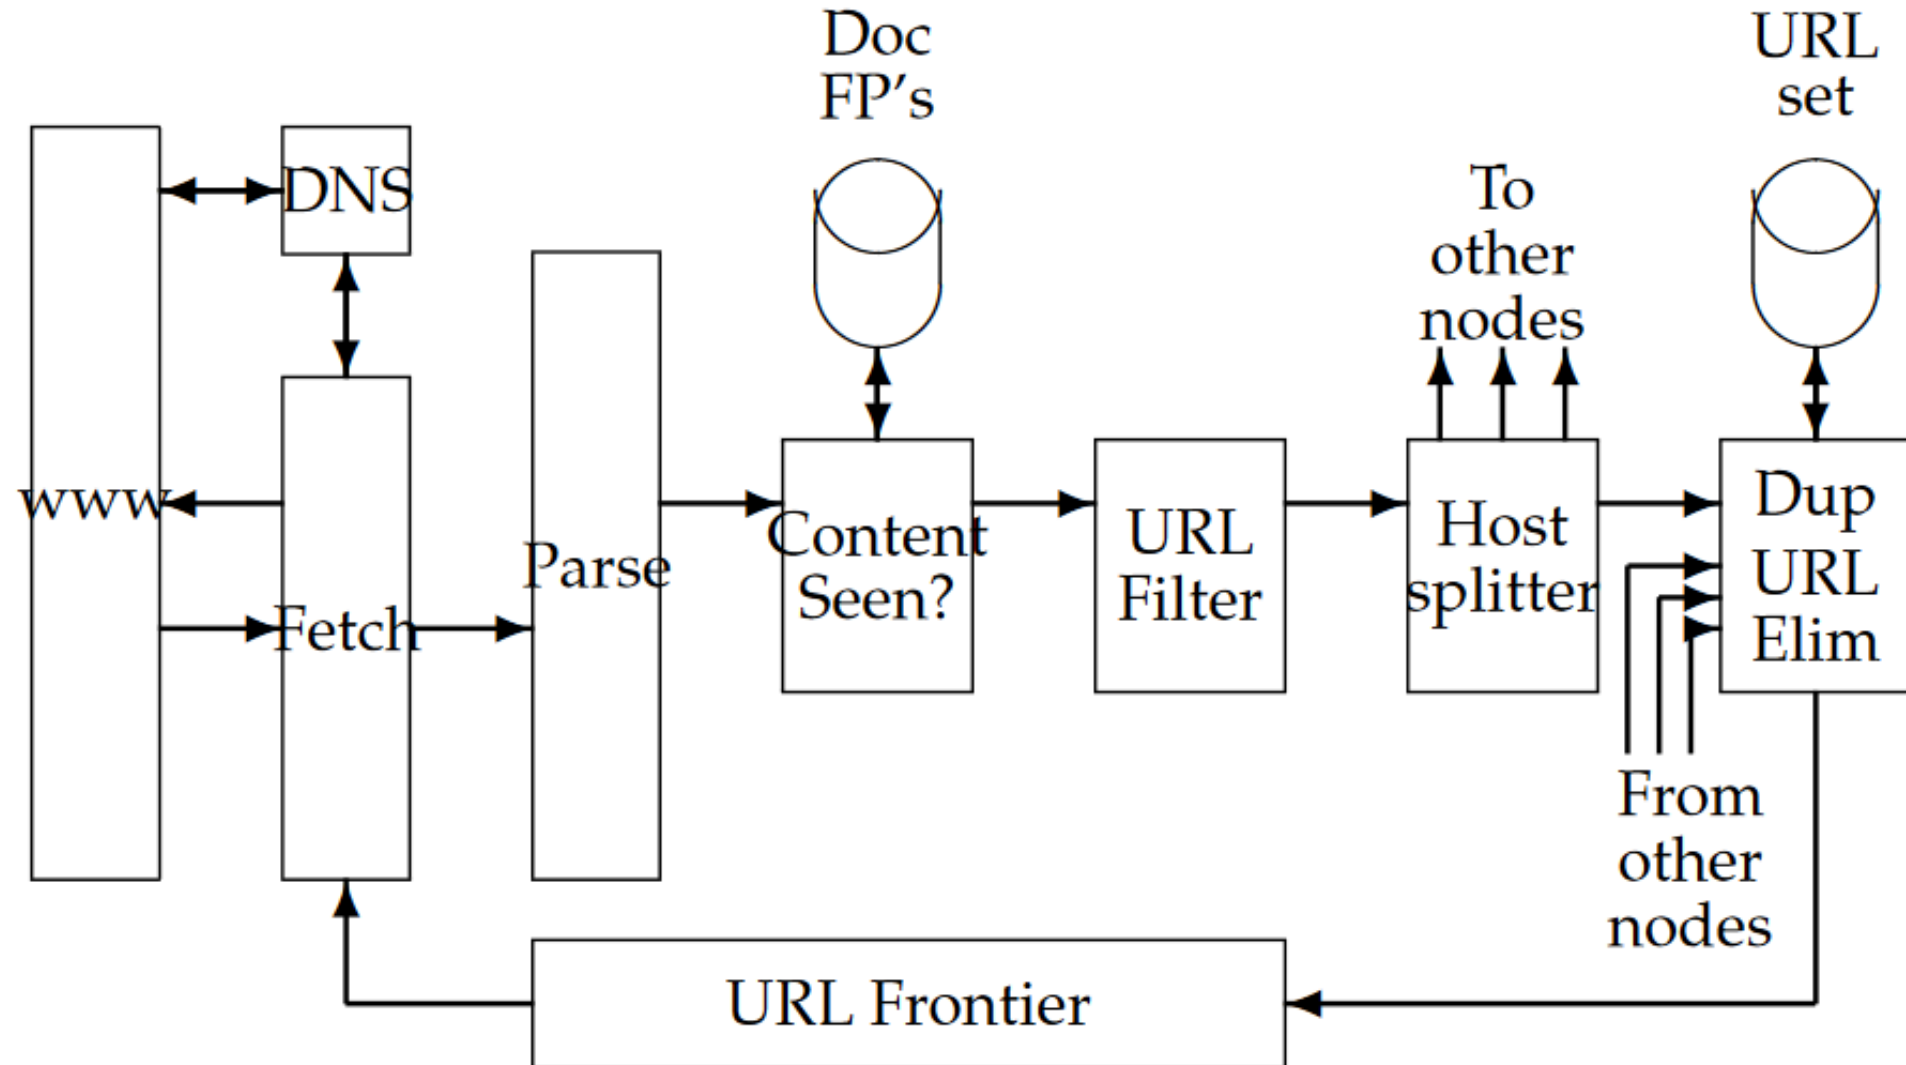 Doc
FP's
URL
set
DNS
To
other
nodes
www
Fetch
Parse
Content
Seen?
URL
Filter
Host
splitter
Dup
URL
Elim
From
other
nodes
URL Frontier